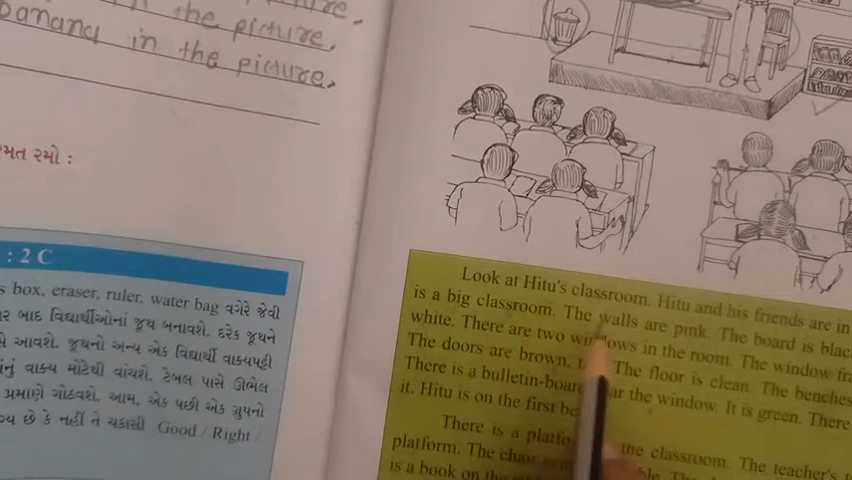 the picture.
banana in the picture.
મત રમો :
: 2 C
box, eraser, ruler, water bag વગેરે જેવી
બાદ વિદ્યાર્થીઓનાં જૂથ બનાવશે. દરેક જૂથને
આવશે. જૂથનો અન્ય એક વિદ્યાર્થી વાક્યપટ્ટી
વાક્ય મોટેથી વાંચશે. ટેબલ પાસે ઊભેલ
પ્રમાણે ગોઠવશે. આમ, એક પછી એક ગ્રુપનો
છે કે નહીં તે ચકાસી Good / Right /
Look at Hitu's classroom. Hitu and his friends are in
is a big classroom. The walls are pink. The board is
white. There are two windows in the room. The window
The doors are brown, The floor is clean. The benches
There is a bulletin-board the window. It is green. There
it. Hitu is on the first
There is a the classroom. The teacher's
platform. The chair
is a book on